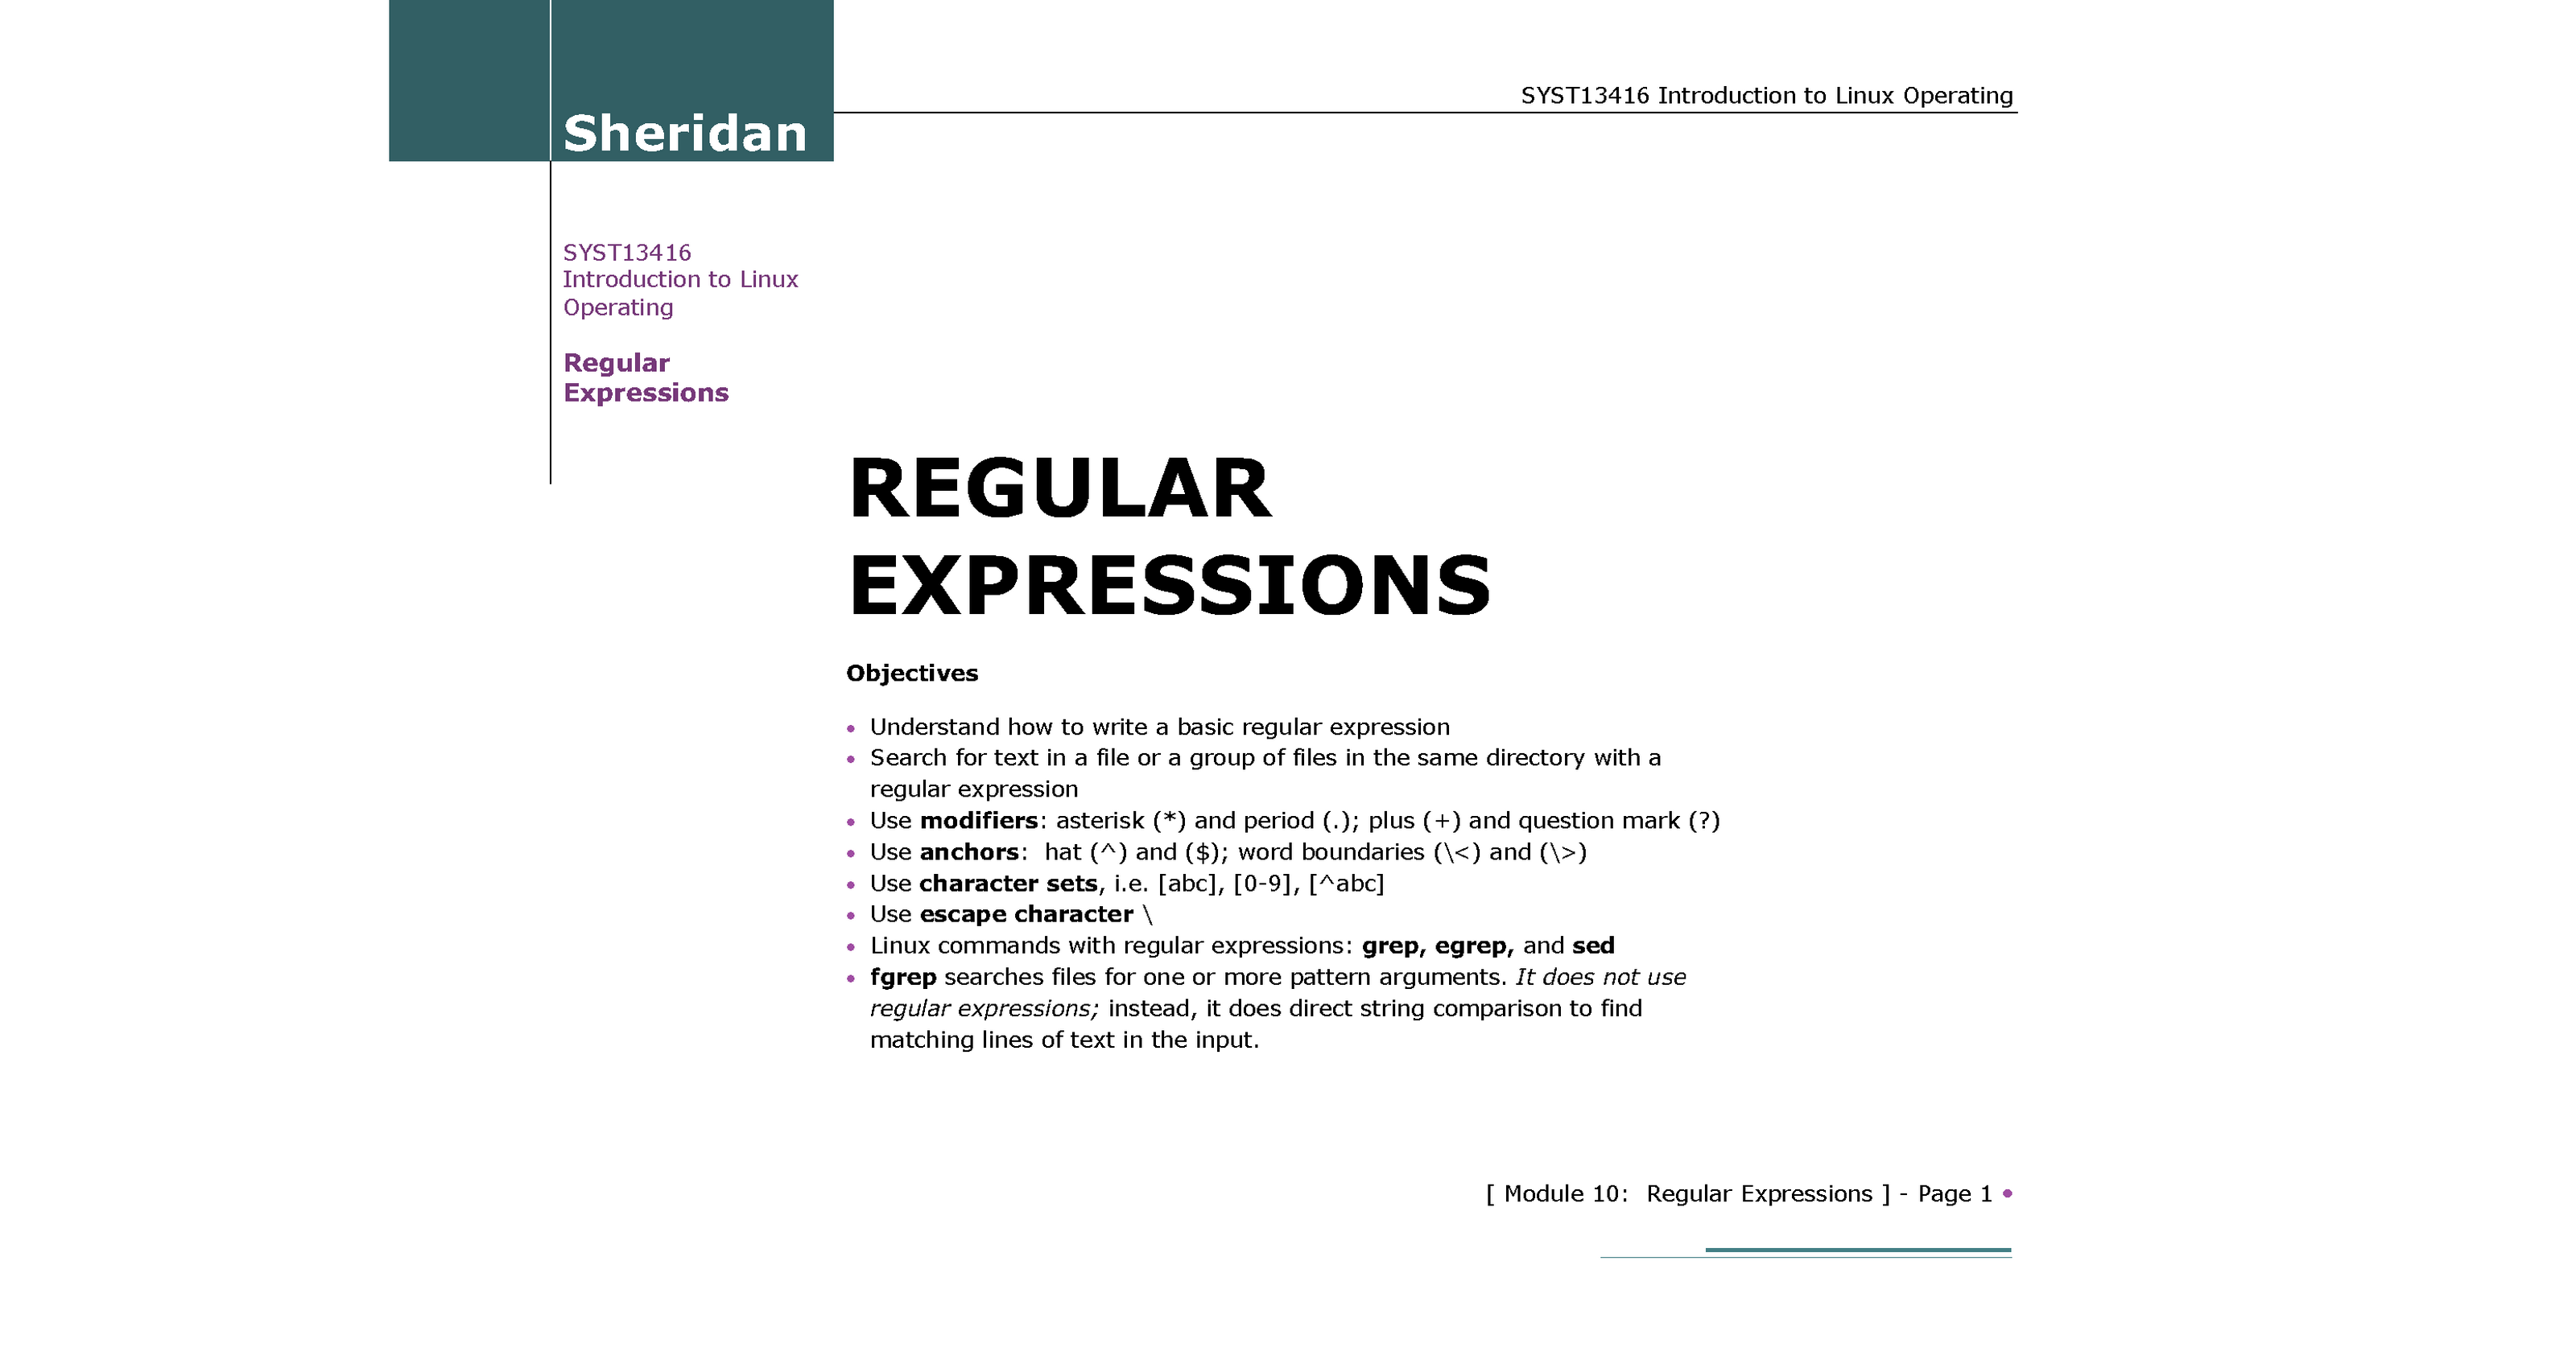 SYST13416 Introduction to Linux Operating
Sheridan
SYST13416
Introduction to Linux
Operating
Regular
Expressions
REGULAR
EXPRESSIONS
Objectives
• Understand how to write a basic regular expression
• Search for text in a file or a group of files in the same directory with a
regular expression
• Use modifiers: asterisk (*) and period (.); plus (+) and question mark (?)
• Use anchors:  hat (^) and ($); word boundaries (\<) and (\>)
• Use character sets, i.e. [abc], [0-9], [^abc]
• Use escape character \
• Linux commands with regular expressions: grep, egrep, and sed
• fgrep searches files for one or more pattern arguments. It does not use
regular expressions; instead, it does direct string comparison to find
matching lines of text in the input.
[ Module 10:  Regular Expressions ] - Page 1 •